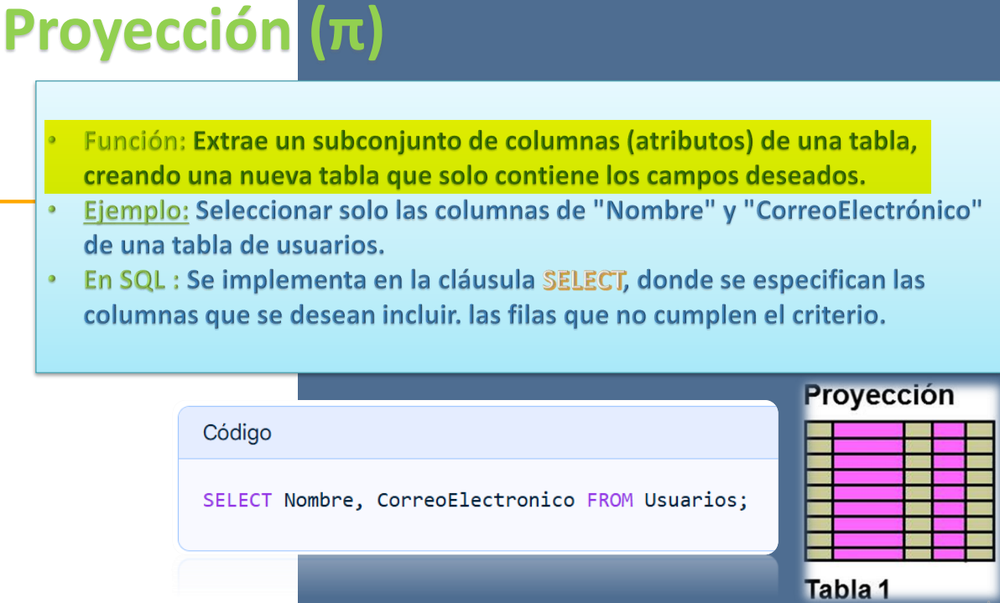 Proyección (π)
• Función: Extrae un subconjunto de columnas (atributos) de una tabla,
creando una nueva tabla que solo contiene los campos deseados.
• Ejemplo: Seleccionar solo las columnas de "Nombre" y "CorreoElectrónico"
de una tabla de usuarios.
• En SQL : Se implementa en la cláusula SELECT, donde se especifican las
columnas que se desean incluir. las filas que no cumplen el criterio.
Código
SELECT Nombre, CorreoElectronico FROM Usuarios;
Proyección
Tabla 1